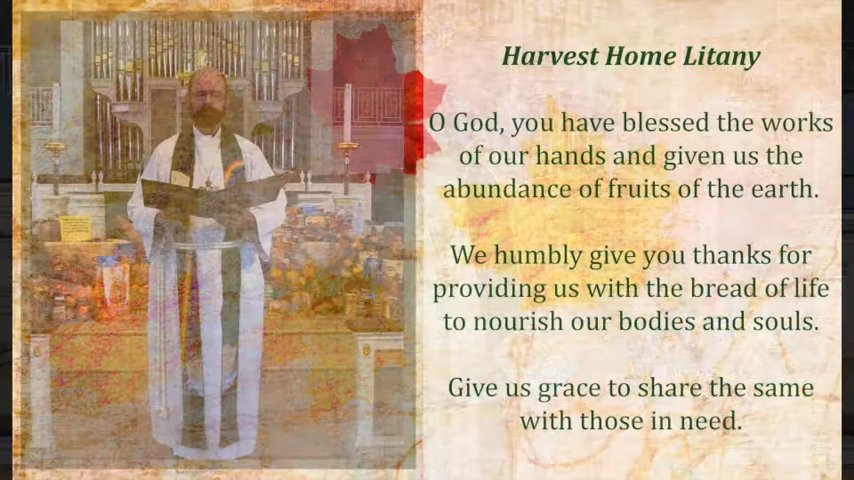 Harvest Home Litany
O God, you have blessed the works
of our hands and given us the
abundance of fruits of the earth.
We humbly give you thanks for
providing us with the bread of life
to nourish our bodies and souls.
Give us grace to share the same
with those in need.